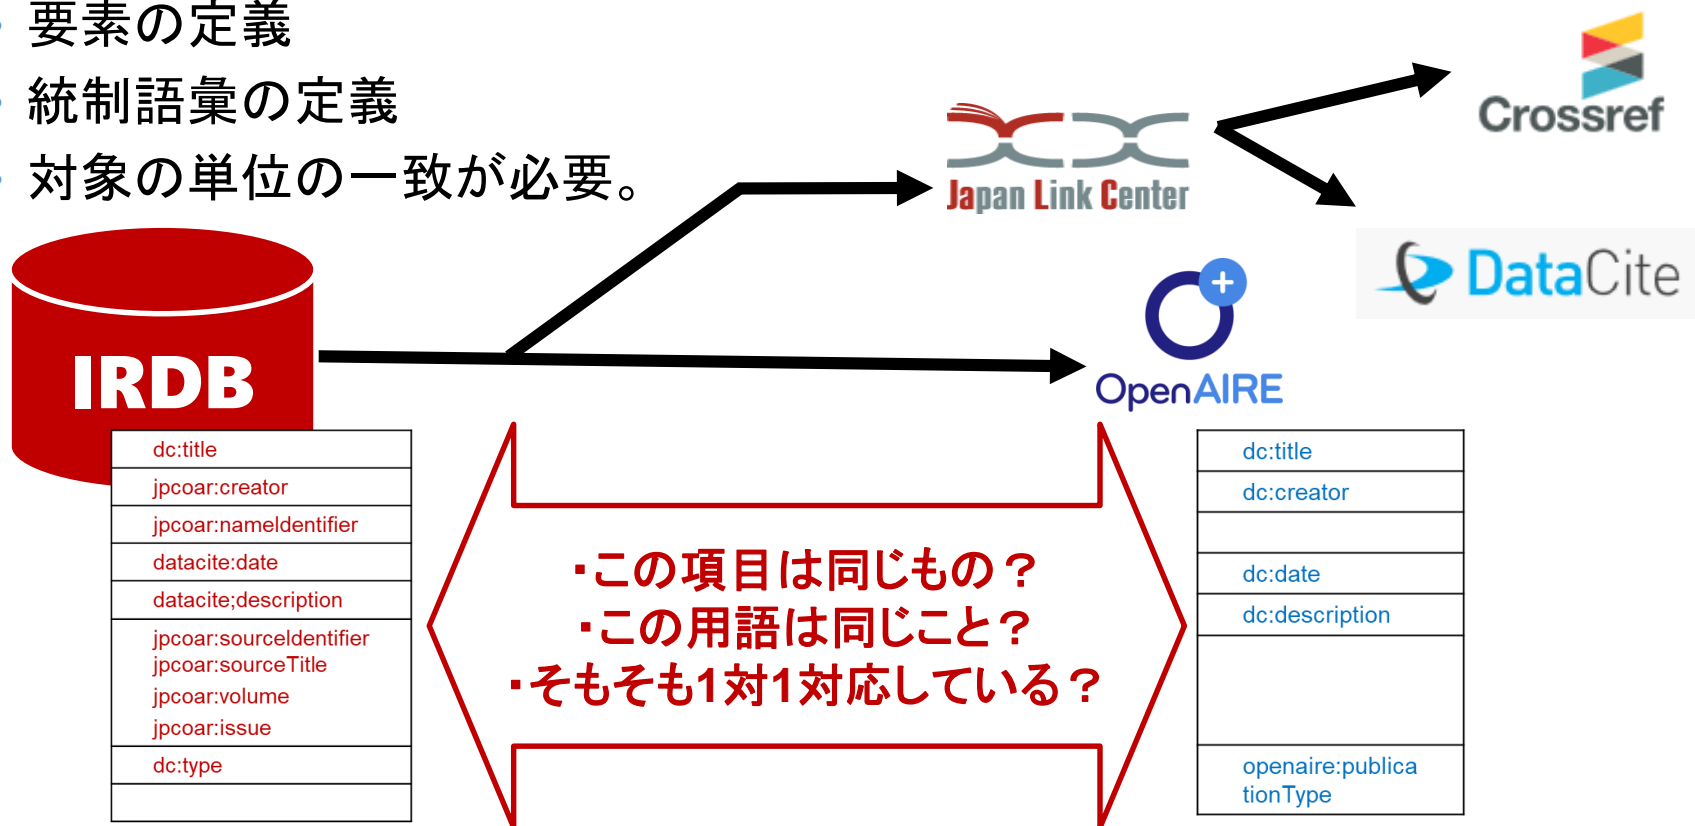 ・要素の定義
・統制語彙の定義
・対象の単位の一致が必要。
Crossref
Japan Link Center
DataCite
OpenAIRE
IRDB
dc:title
jpcoar:creator
jpcoar:nameIdentifier
datacite:date
datacite;description
jpcoar:sourceIdentifier
jpcoar:sourceTitle
jpcoar:volume
jpcoar:issue
dc:type
・この項目は同じもの？
・この用語は同じこと？
・そもそも1対1対応している？
dc:title
dc:creator
dc:date
dc:description
openaire:publica
tionType